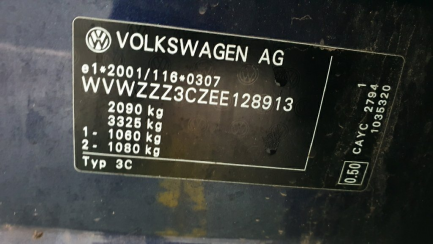 VOLKSWAGEN AG
e1*2001/116*0307
WVWZZZ3CZEE128913
2090 kg
3325 kg
1- 1060 kg
2- 1080 kg
Typ 3C
0.50
CAYC 2794 1
1035320